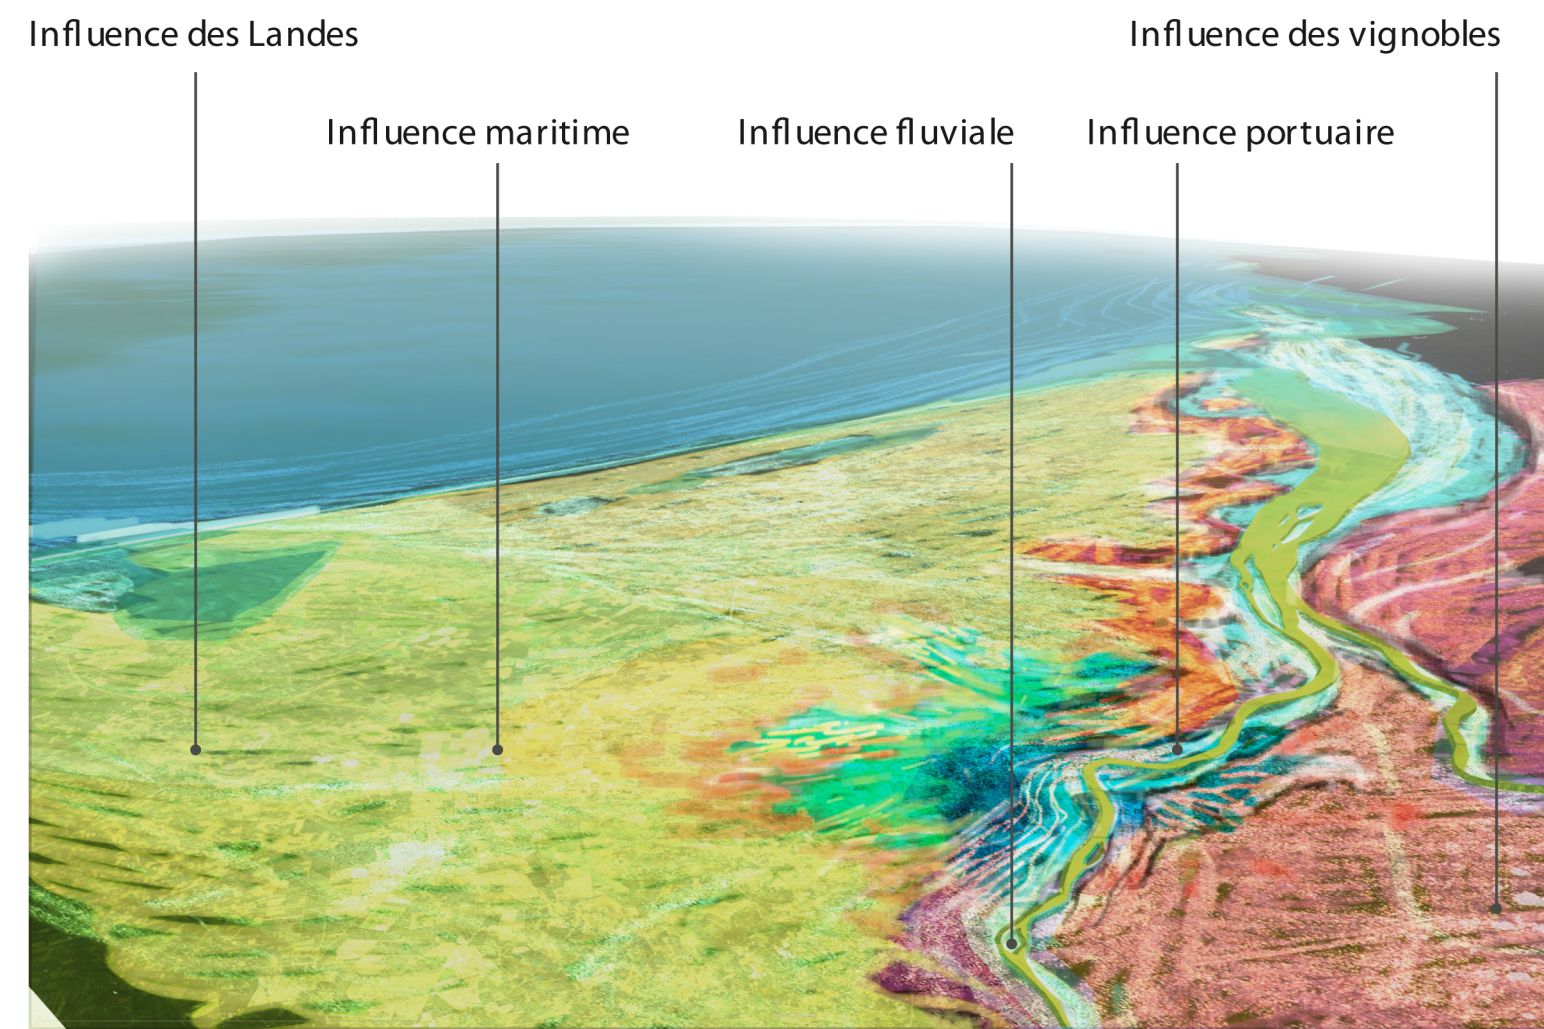 Influence des Landes
Influence des vignobles
Influence maritime
Influence fluviale
Influence portuaire